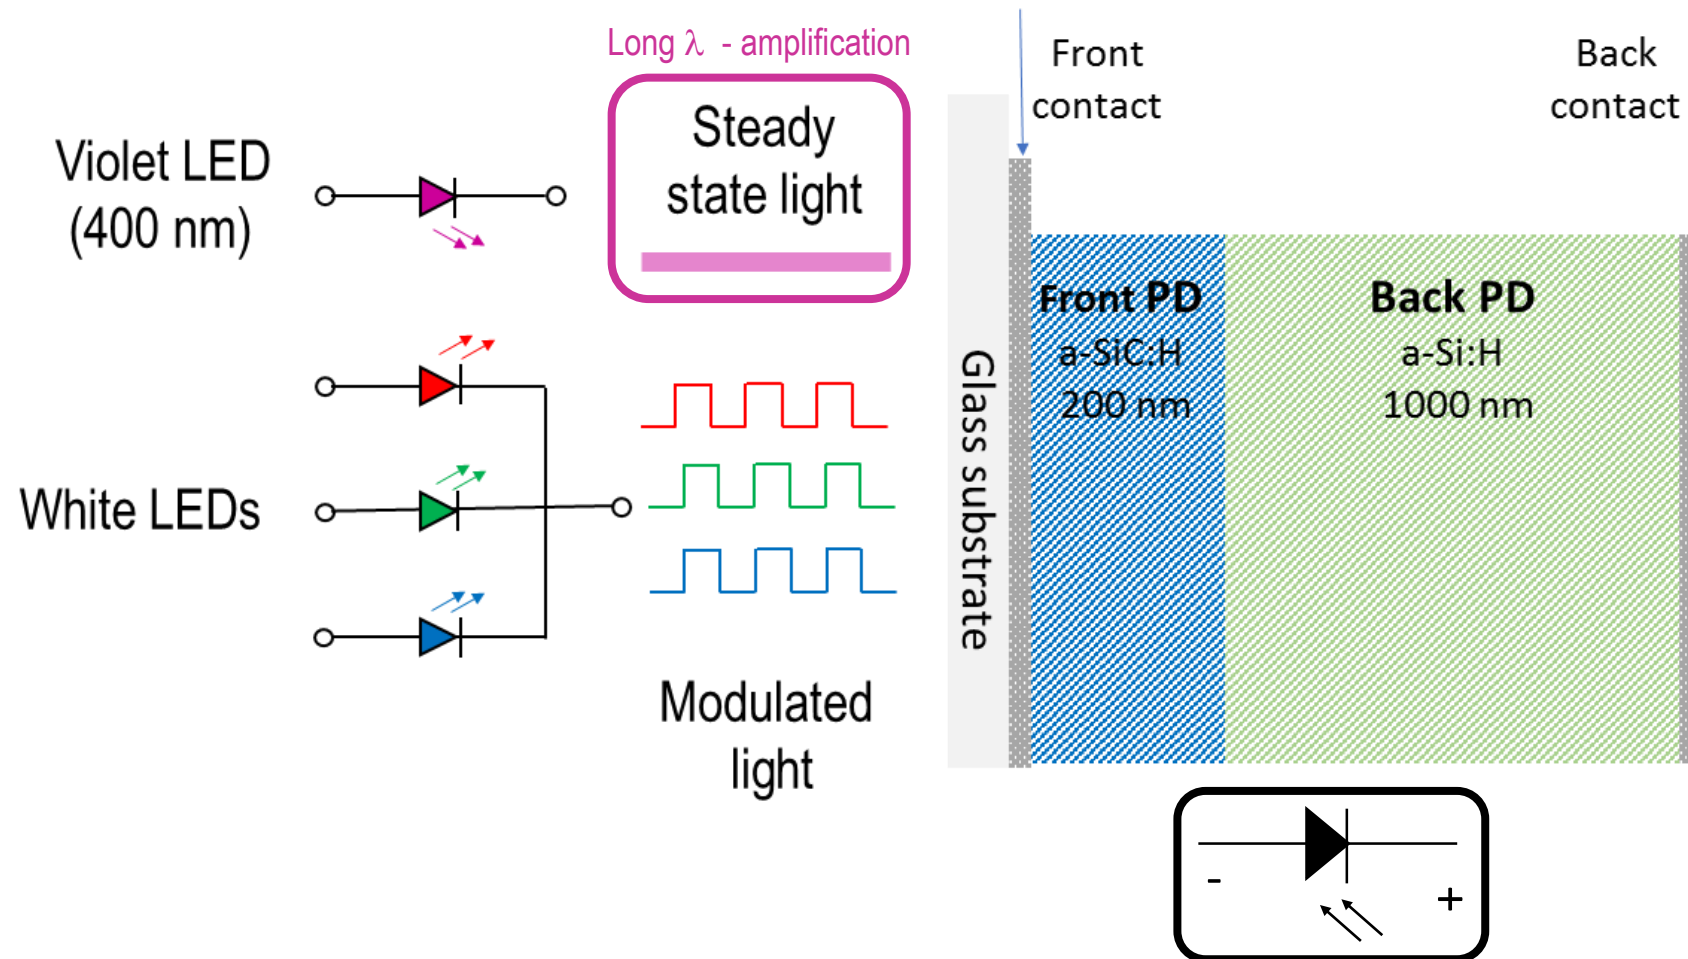 Long λ - amplification
Steady
state light
Violet LED
(400 nm)
White LEDs
Modulated
light
Front
contact
Back
contact
Glass substrate
Front PD
a-SiC:H
200 nm
Back PD
a-Si:H
1000 nm
-
+